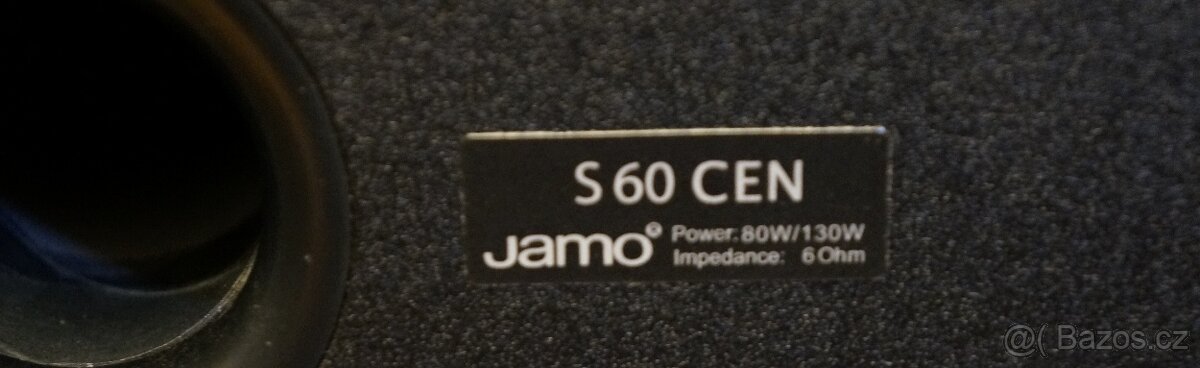 S 60 CEN
Jamo® Power: 80W/130W
Impedance: 6 Ohm
@( Bazos.cz